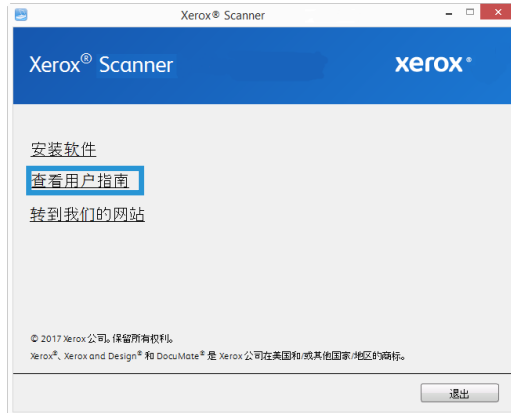 Xerox® Scanner
Xerox® Scanner
xerox®
安装软件
查看用户指南
转到我们的网站
© 2017 Xerox 公司。保留所有权利。
Xerox®、Xerox and Design® 和 DocuMate® 是 Xerox 公司在美国和/或其他国家/地区的商标。
退出